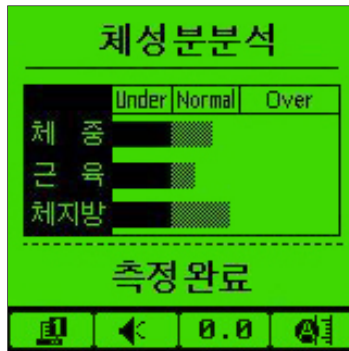 체성분분석
Under Normal Over
체 중
근 육
체지방
측정 완료
1 0.0 A